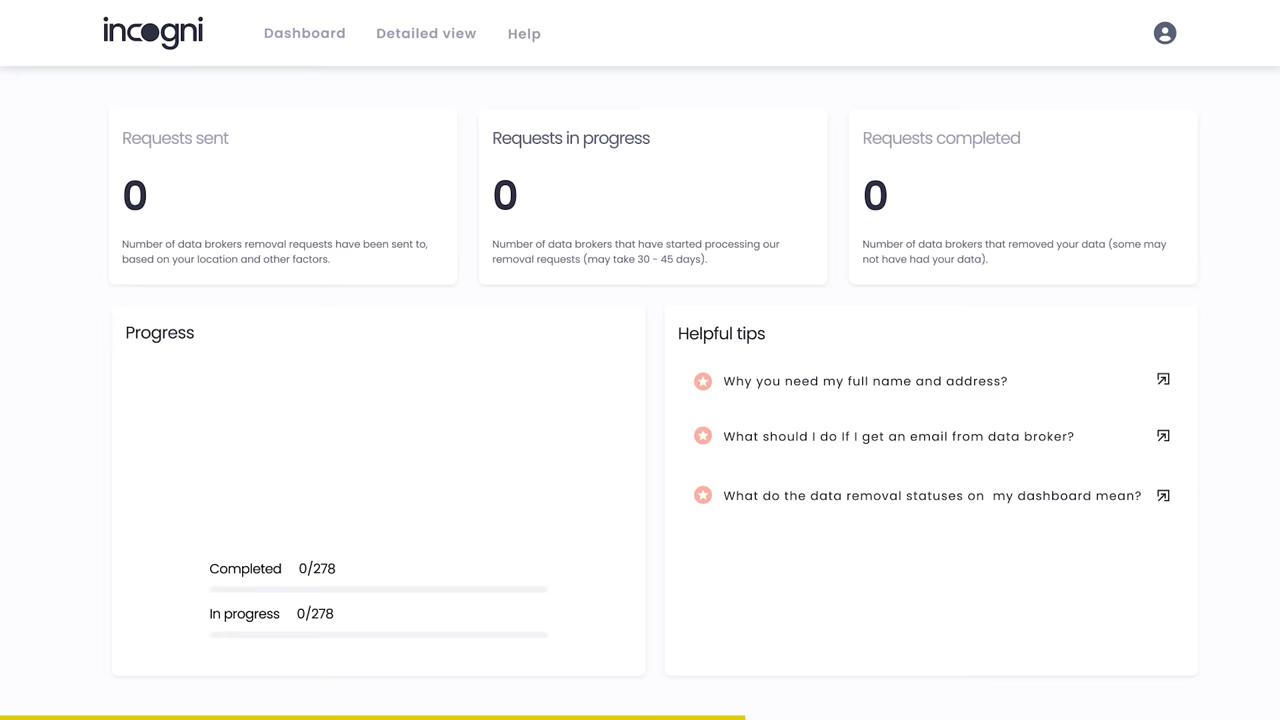 incogni
Dashboard
Detailed view
Help
Requests sent
0
Number of data brokers removal requests have been sent to,
based on your location and other factors.
Requests in progress
0
Number of data brokers that have started processing our
removal requests (may take 30 - 45 days).
Requests completed
0
Number of data brokers that removed your data (some may
not have had your data).
Progress
Completed 0/278
In progress 0/278
Helpful tips
Why you need my full name and address?
What should I do If I get an email from data broker?
What do the data removal statuses on  my dashboard mean?